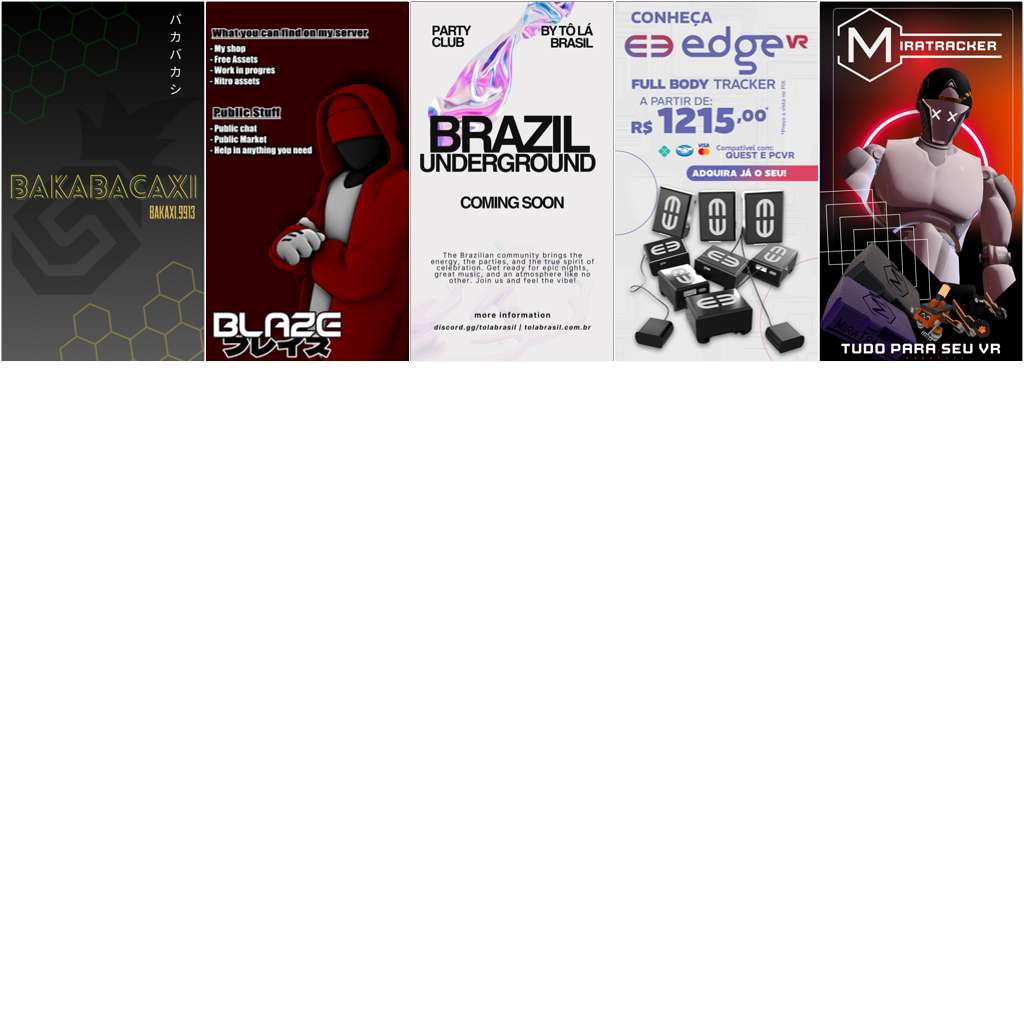 バカバカシ
BAKABACAXI
BAKAXI.9913
What you can find on my server
- My shop
- Free Assets
- Work in progres
- Nitro assets
Public Stuff
- Public chat
- Public Market
- Help in anything you need
BLAZE
ブレイズ
PARTY
CLUB
BY TÔ LÁ
BRASIL
BRAZIL
UNDERGROUND
COMING SOON
The Brazilian community brings the
energy, the parties, and the true spirit of
celebration. Get ready for epic nights,
great music, and an atmosphere like no
other. Join us and feel the vibe!
more information
discord.gg/tolabrasil | tolabrasil.com.br
CONHEÇA
edge VR
FULL BODY TRACKER
A PARTIR DE:
R$ 1215,00*
*Preço à vista no PIX
VISA
Compatível com:
QUEST E PCVR
ADQUIRA JÁ O SEU!
MIRATRACKER
TUDO PARA SEU VR